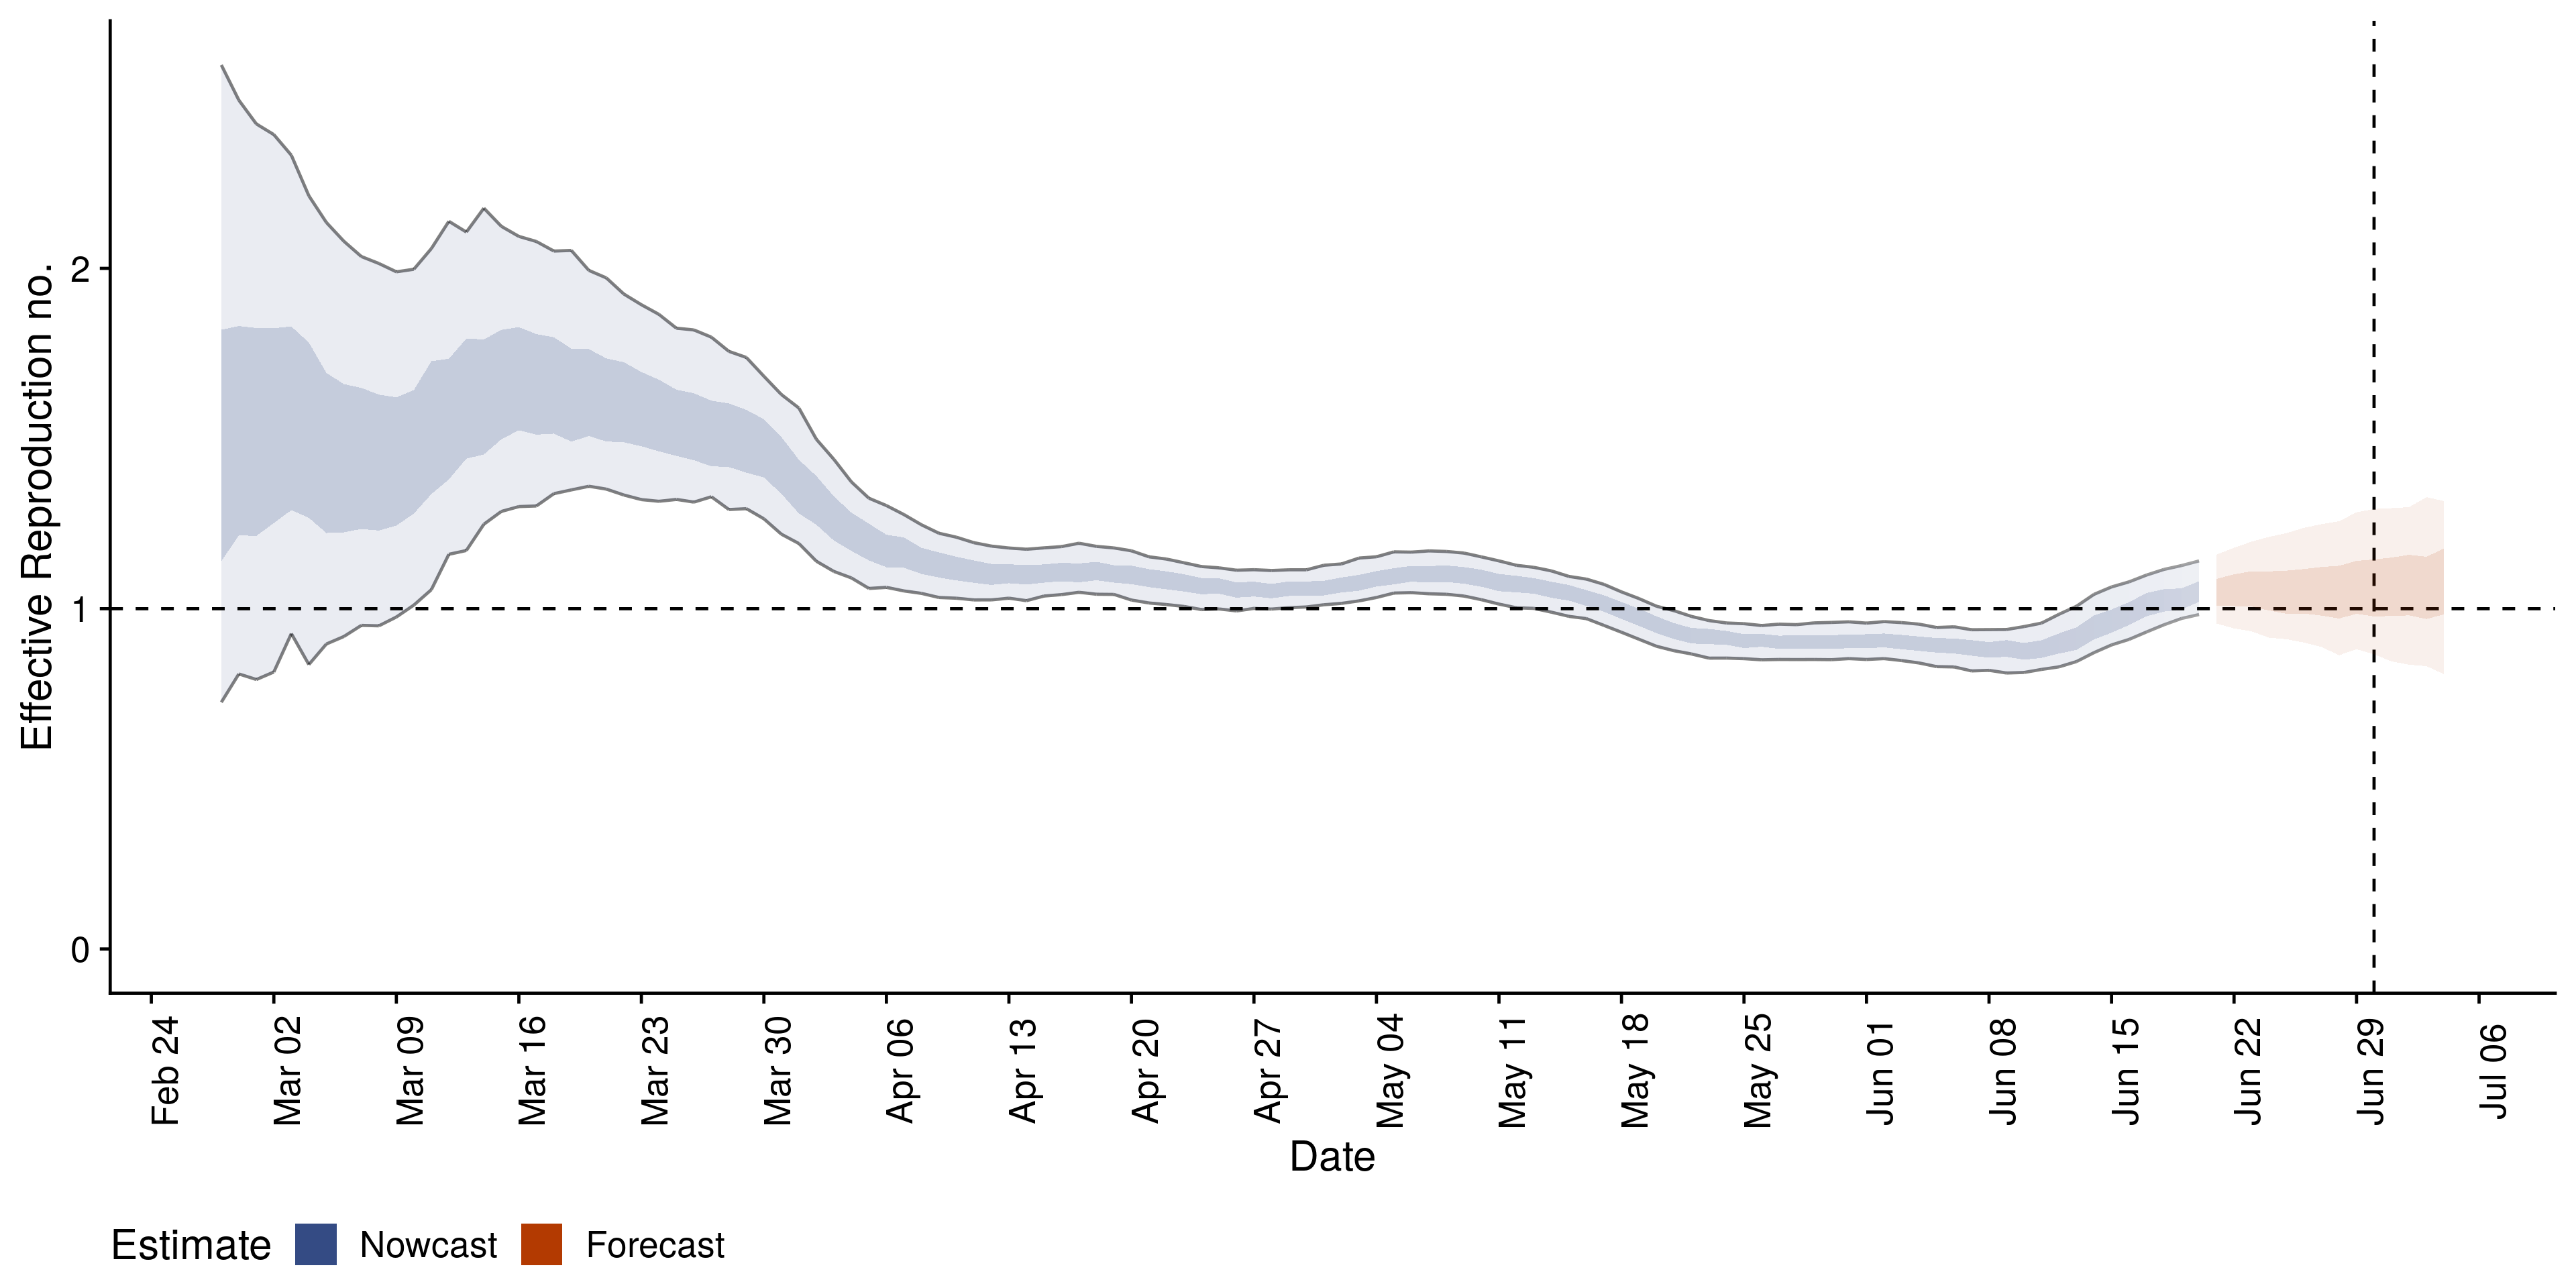 Effective Reproduction no.
2
1
0
Feb 24
Mar 02
Mar 09
Mar 16
Mar 23
Mar 30
Apr 06
Apr 13
Apr 20
Apr 27
May 04
May 11
May 18
May 25
Jun 01
Jun 08
Jun 15
Jun 22
Jun 29
Jul 06
Date
Estimate Nowcast Forecast